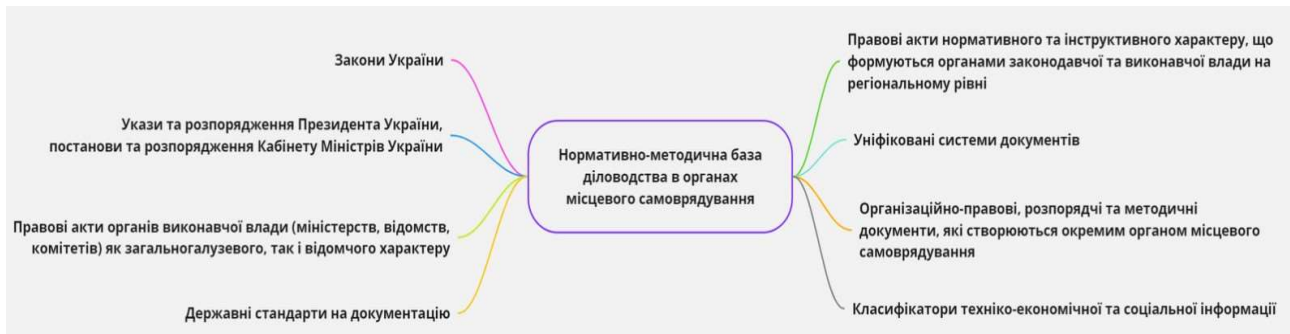 Закони України
Укази та розпорядження Президента України,
постанови та розпорядження Кабінету Міністрів України
Правові акти органів виконавчої влади (міністерств, відомств,
комітетів) як загальногалузевого, так і відомчого характеру
Державні стандарти на документацію
Нормативно-методична база
діловодства в органах
місцевого самоврядування
Правові акти нормативного та інструктивного характеру, що
формуються органами законодавчої та виконавчої влади на
регіональному рівні
Уніфіковані системи документів
Організаційно-правові, розпорядчі та методичні
документи, які створюються окремим органом місцевого
самоврядування
Класифікатори техніко-економічної та соціальної інформації